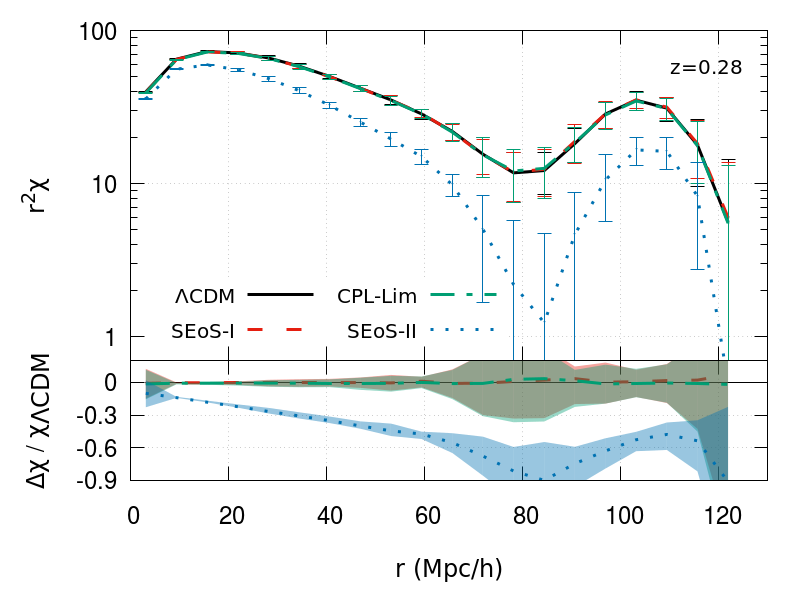 100
z=0.28
10
r²χ
ΛCDM
CPL-Lim
SEoS-I
SEoS-II
1
0
-0.3
-0.6
-0.9
Δχ / χΛCDM
0 20 40 60 80 100 120
r (Mpc/h)